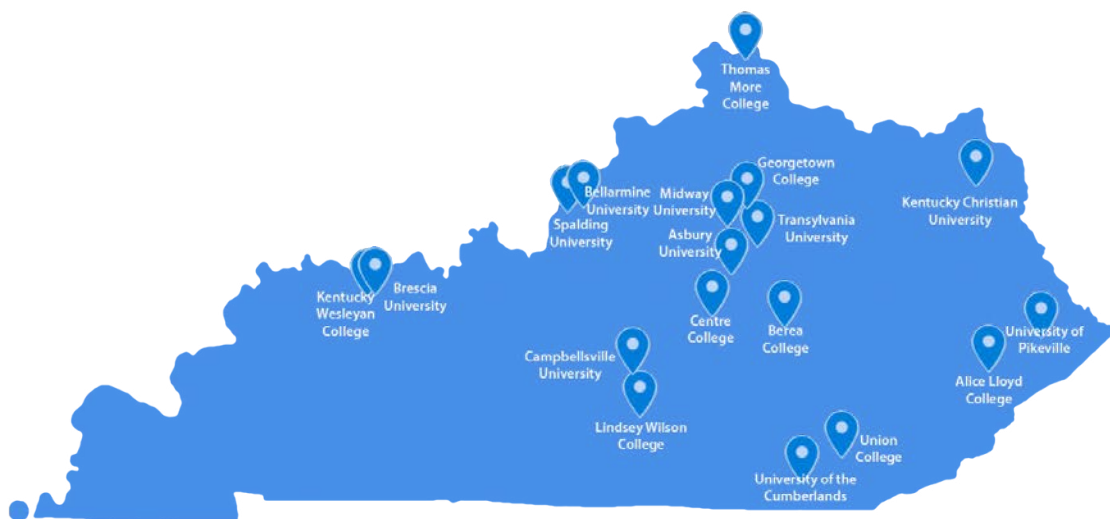 Thomas
More
College
Georgetown
College
Bellarmine
University
Midway
University
Kentucky Christian
University
Spalding
University
Transylvania
University
Asbury
University
Kentucky
Wesleyan
College
Brescia
University
Centre
College
Berea
College
University of
Pikeville
Campbellsville
University
Alice Lloyd
College
Lindsey Wilson
College
Union
College
University of the
Cumberlands